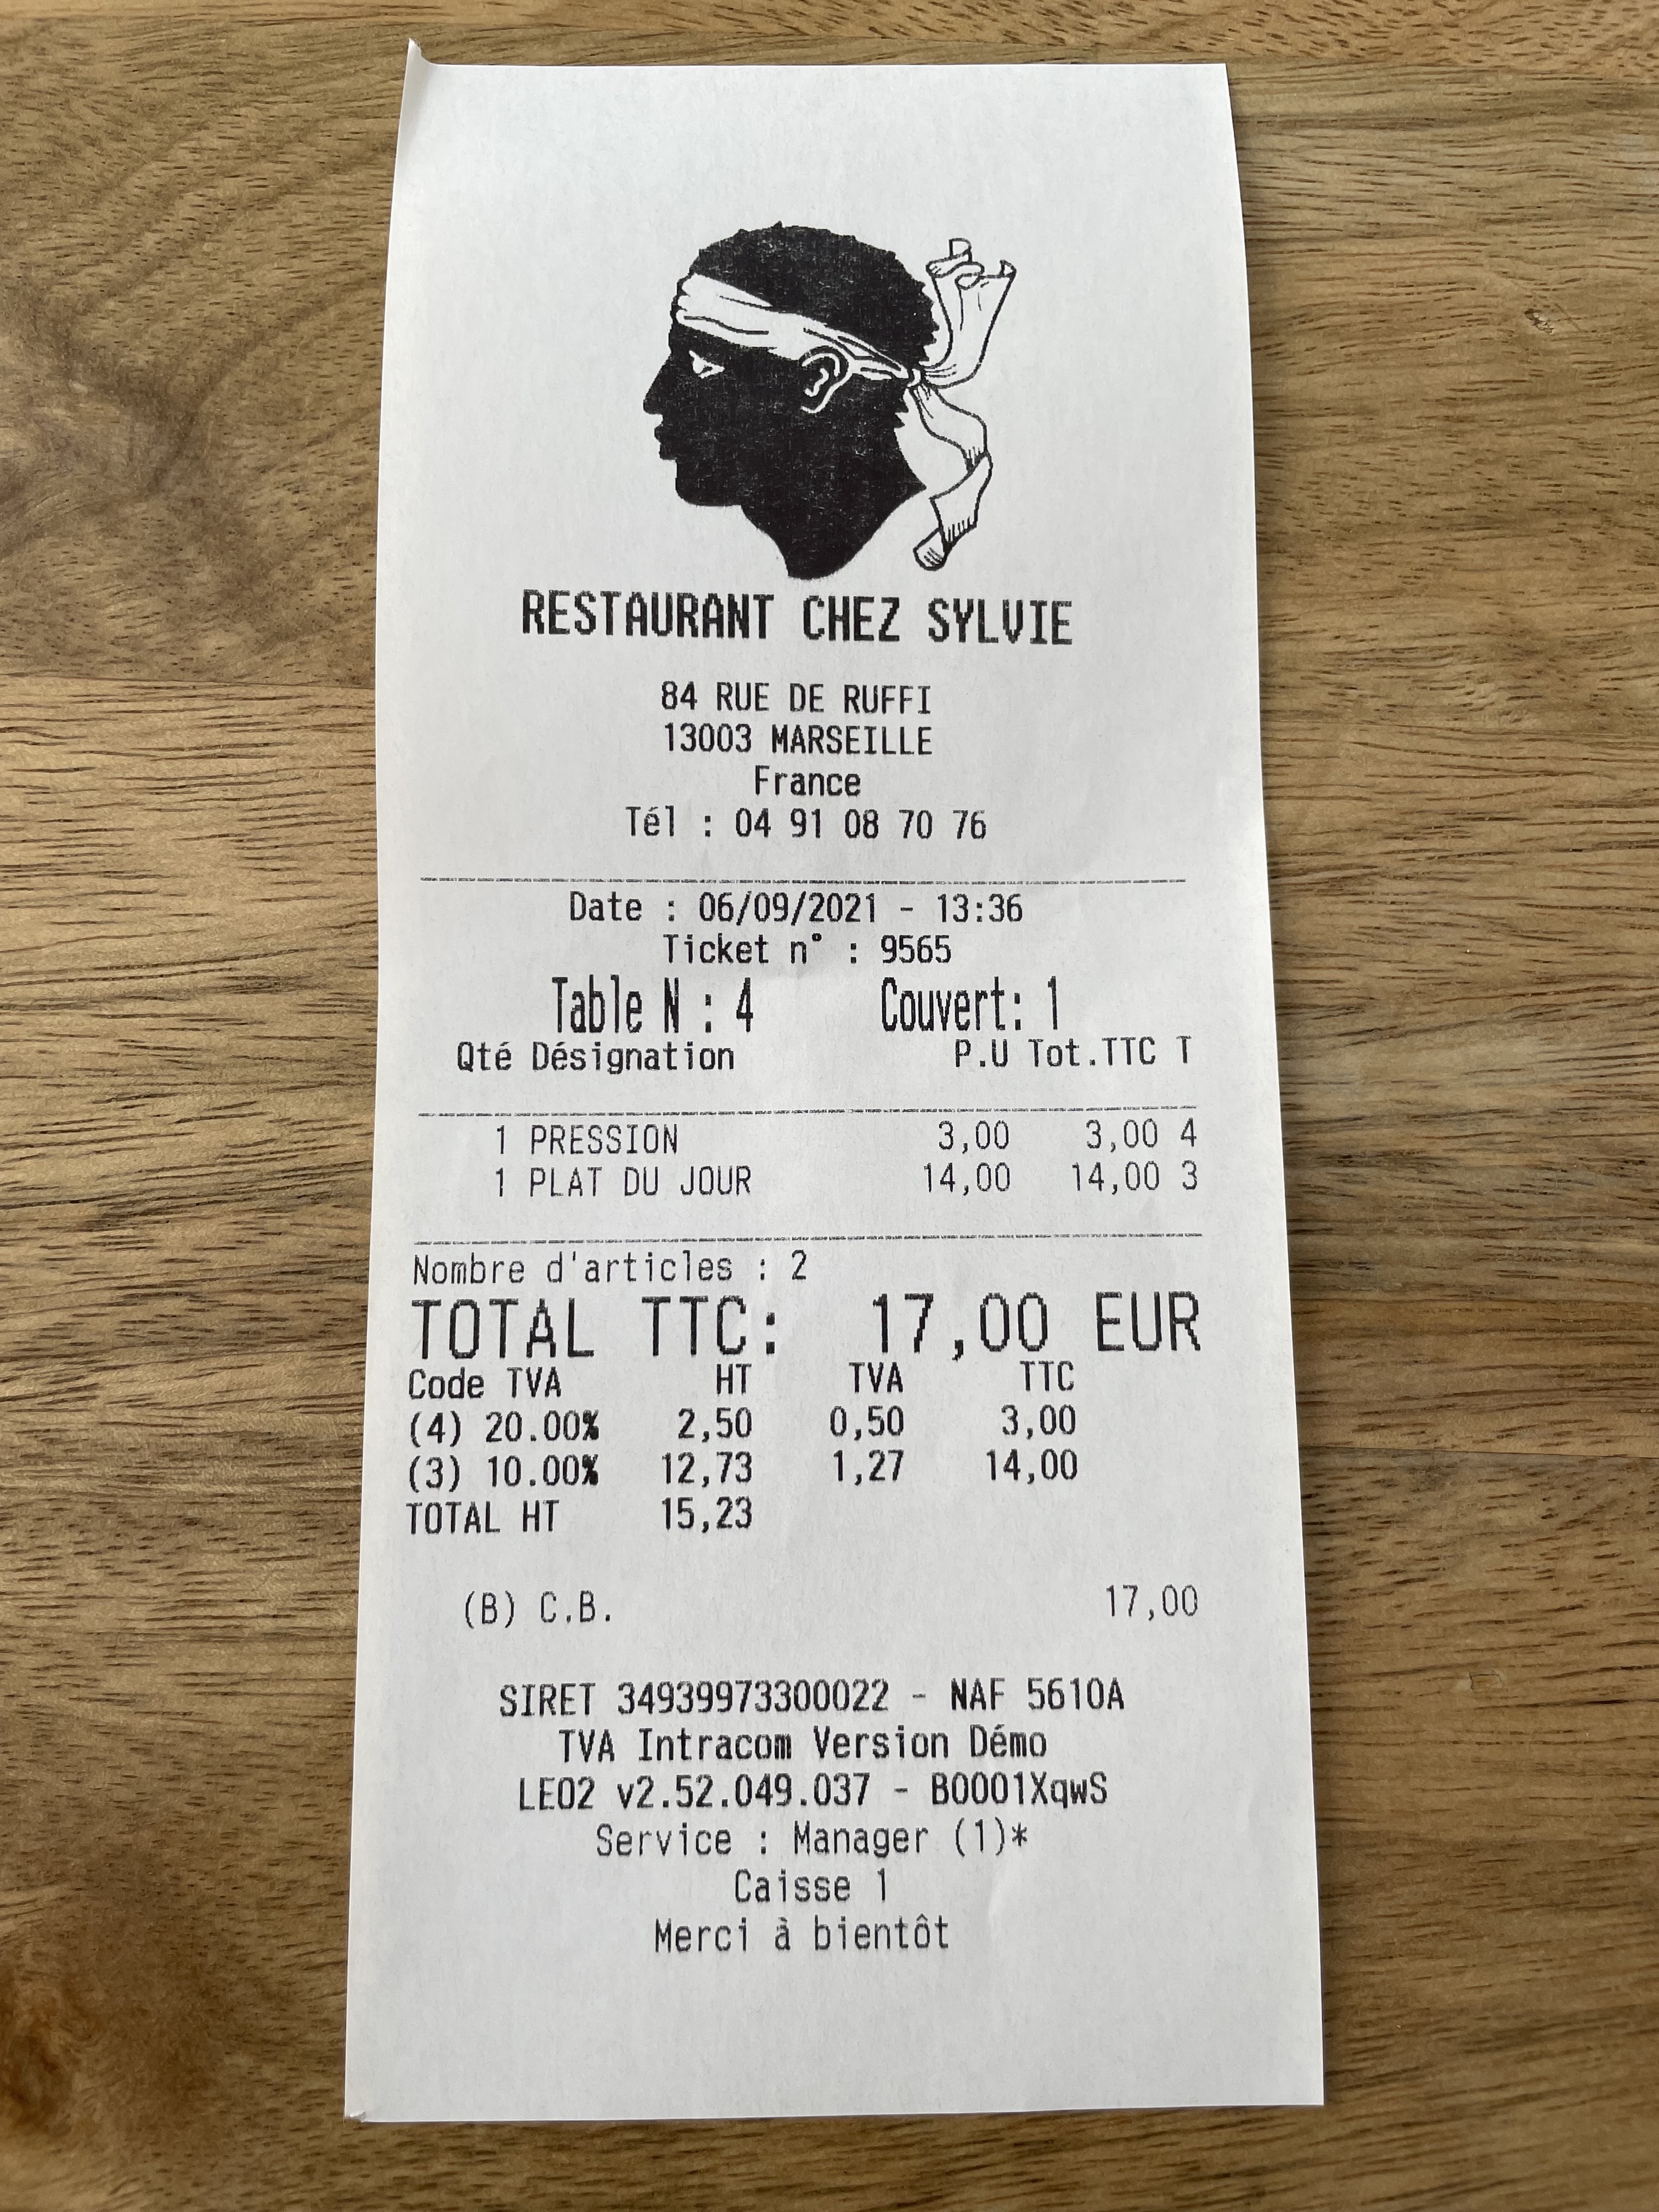 RESTAURANT CHEZ SYLVIE
84 RUE DE RUFFI
13003 MARSEILLE
France
Tél : 04 91 08 70 76
Date : 06/09/2021 - 13:36
Ticket n° : 9565
Table N : 4 Couvert: 1
Qté Désignation P.U Tot.TTC T
1 PRESSION 3,00 3,00 4
1 PLAT DU JOUR 14,00 14,00 3
Nombre d'articles : 2
TOTAL TTC: 17,00 EUR
Code TVA HT TVA TTC
(4) 20.00% 2,50 0,50 3,00
(3) 10.00% 12,73 1,27 14,00
TOTAL HT 15,23
(B) C.B. 17,00
SIRET 34939973300022 - NAF 5610A
TVA Intracom Version Démo
LEO2 v2.52.049.037 - B0001XqwS
Service : Manager (1)*
Caisse 1
Merci à bientôt